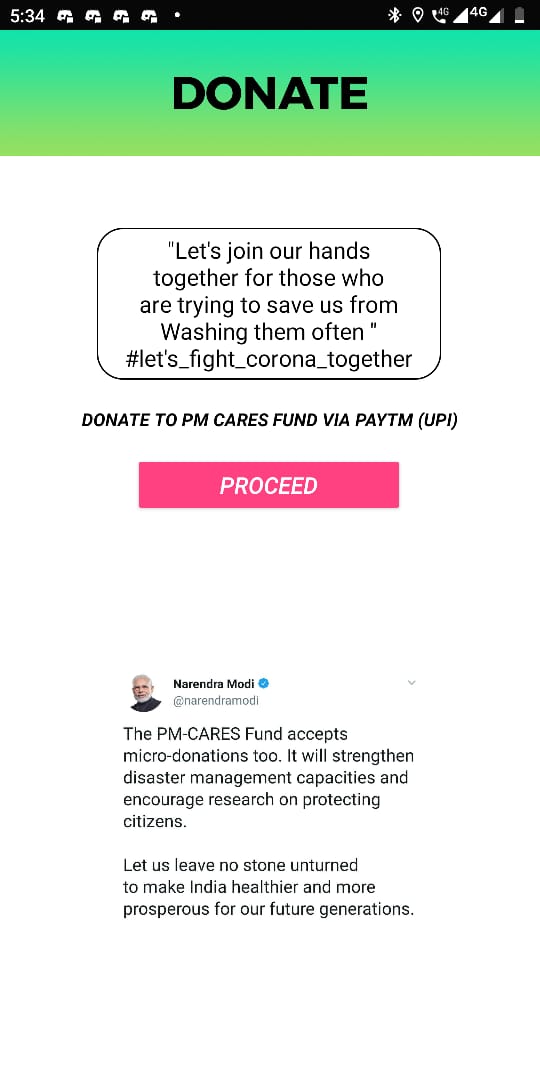 5:34
4G
4G
DONATE
"Let's join our hands
together for those who
are trying to save us from
Washing them often "
#let's_fight_corona_together
DONATE TO PM CARES FUND VIA PAYTM (UPI)
PROCEED
Narendra Modi
@narendramodi
The PM-CARES Fund accepts
micro-donations too. It will strengthen
disaster management capacities and
encourage research on protecting
citizens.
Let us leave no stone unturned
to make India healthier and more
prosperous for our future generations.